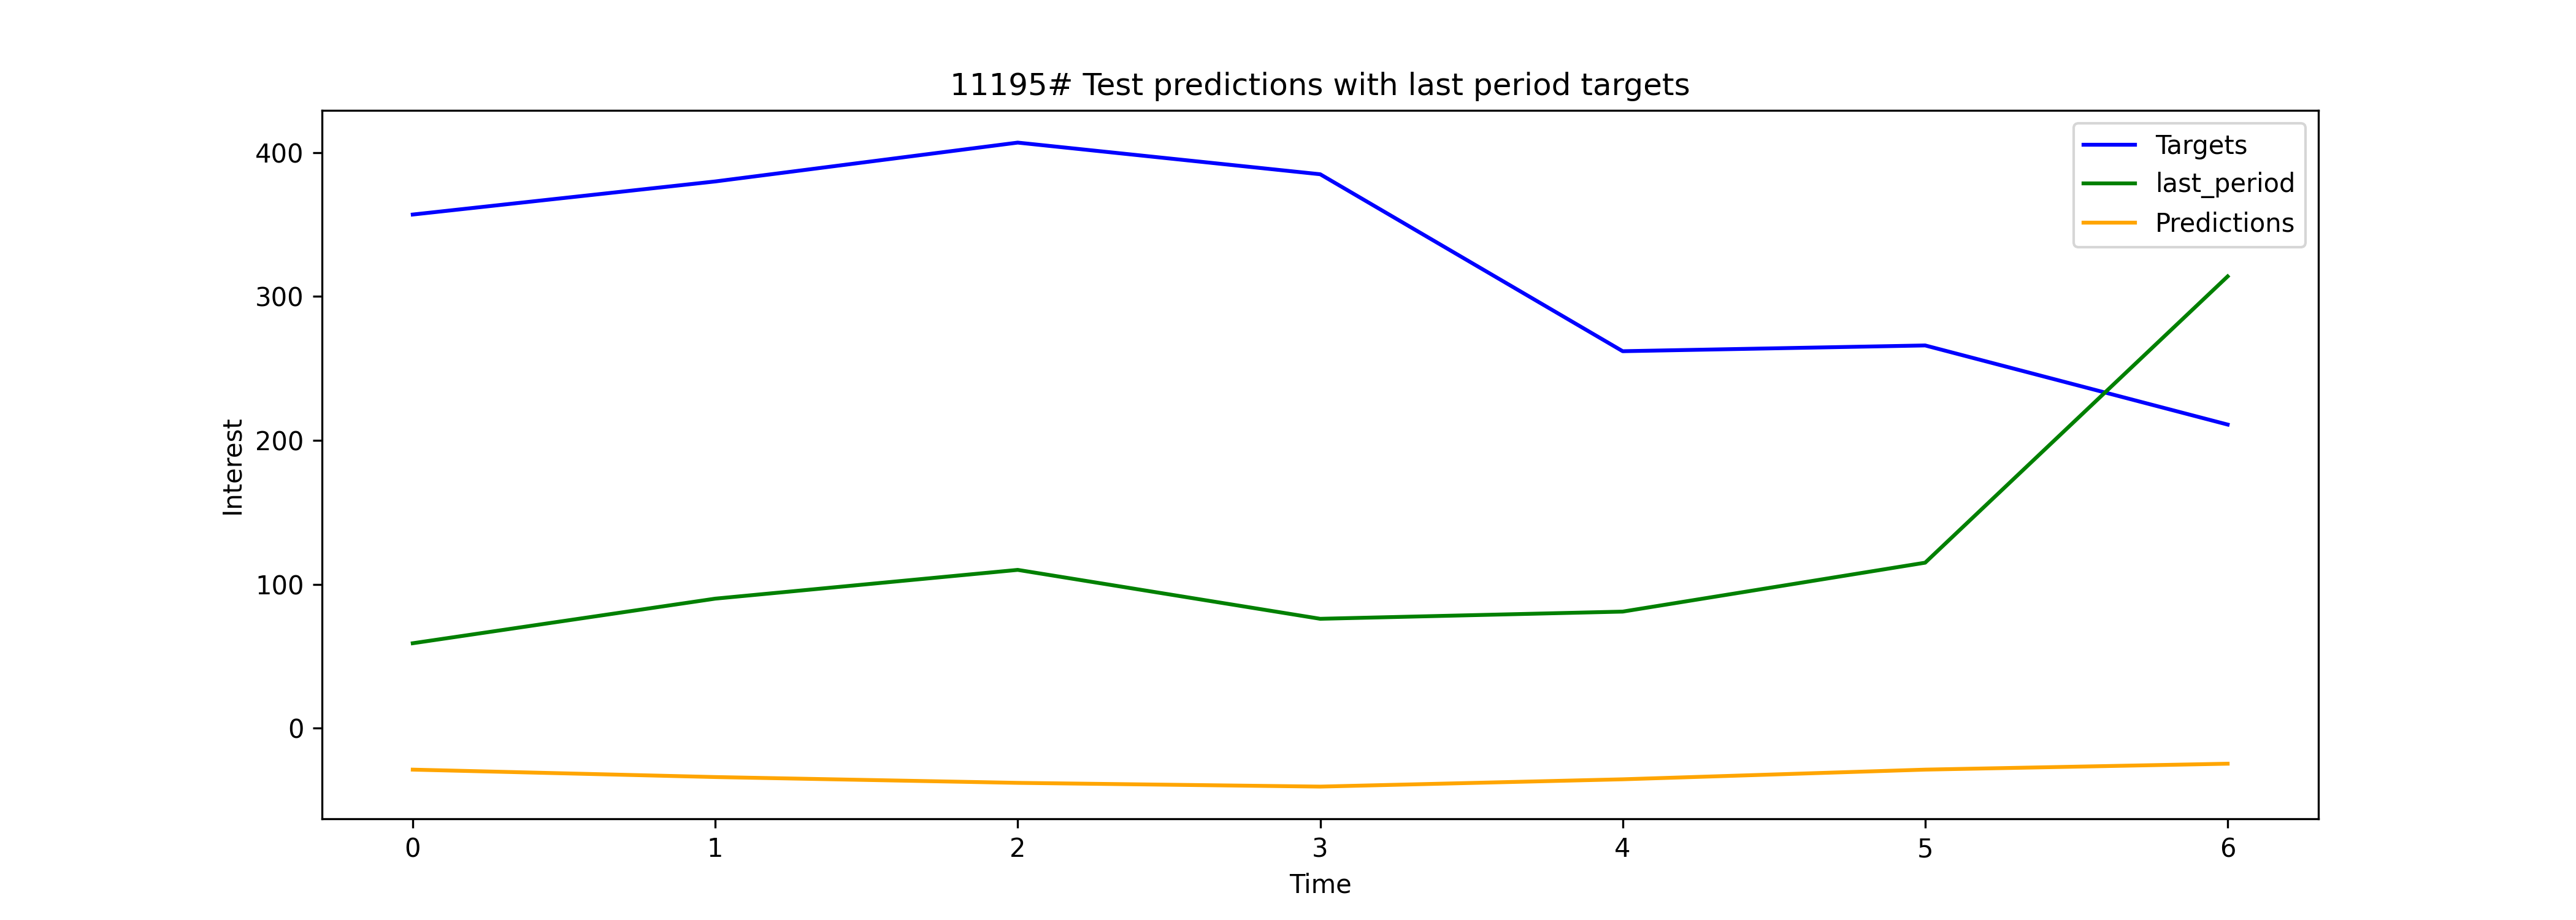 11195# Test predictions with last period targets
Targets
last_period
Predictions
400
300
200
100
0
Interest
0 1 2 3 4 5 6
Time